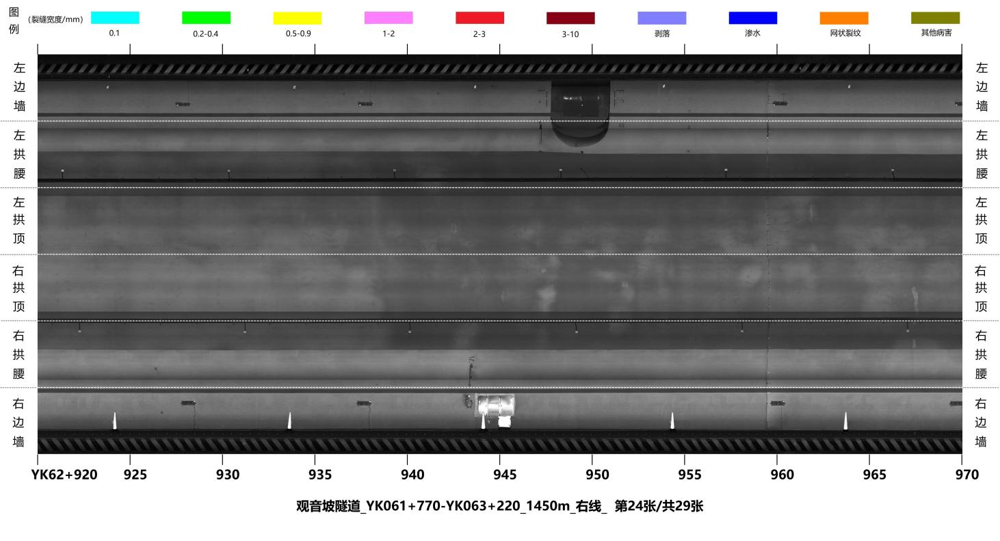 图例
(裂缝宽度/mm)
0.1
0.2-0.4
0.5-0.9
1-2
2-3
3-10
剥落
渗水
网状裂纹
其他病害
左边墙
左边墙
左拱腰
左拱腰
左拱顶
左拱顶
右拱顶
右拱顶
右拱腰
右拱腰
右边墙
右边墙
YK62+920 925 930 935 940 945 950 955 960 965 970
观音坡隧道_YK061+770-YK063+220_1450m_右线_ 第24张/共29张